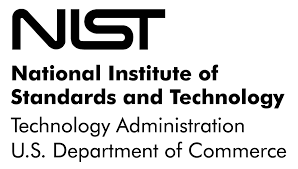 NIST
National Institute of
Standards and Technology
Technology Administration
U.S. Department of Commerce